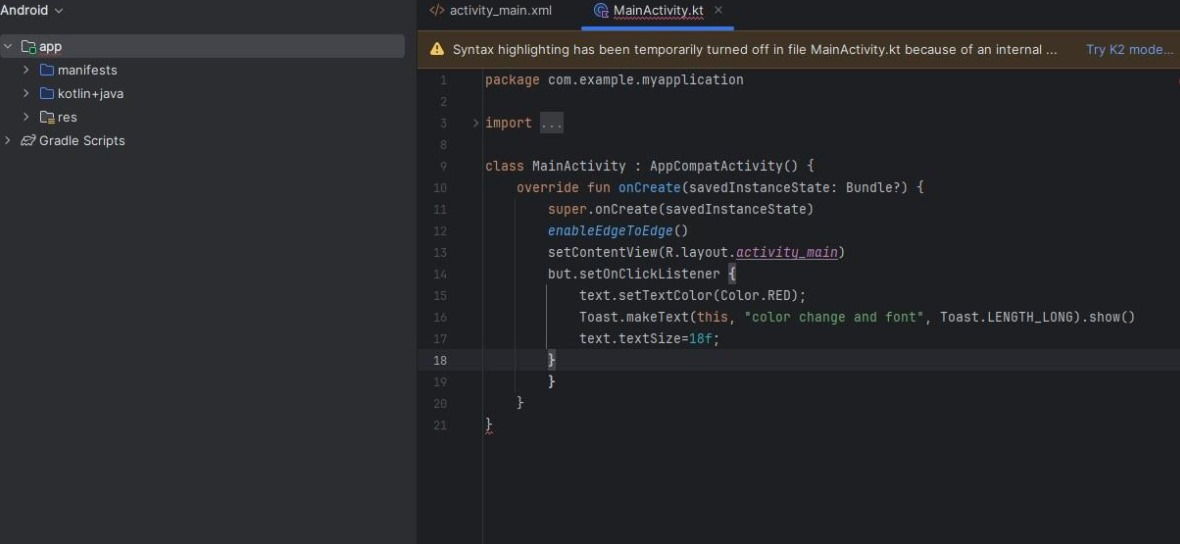 Android
app
manifests
kotlin+java
res
Gradle Scripts
</> activity_main.xml
MainActivity.kt ×
Syntax highlighting has been temporarily turned off in file MainActivity.kt because of an internal ... Try K2 mode...
1 package com.example.myapplication
2
3 import ...
8
9 class MainActivity : AppCompatActivity() {
10 override fun onCreate(savedInstanceState: Bundle?) {
11 super.onCreate(savedInstanceState)
12 enableEdgeToEdge()
13 setContentView(R.layout.activity_main)
14 but.setOnClickListener {
15 text.setTextColor(Color.RED);
16 Toast.makeText(this, "color change and font", Toast.LENGTH_LONG).show()
17 text.textSize=18f;
18 }
19 }
20 }
21 }